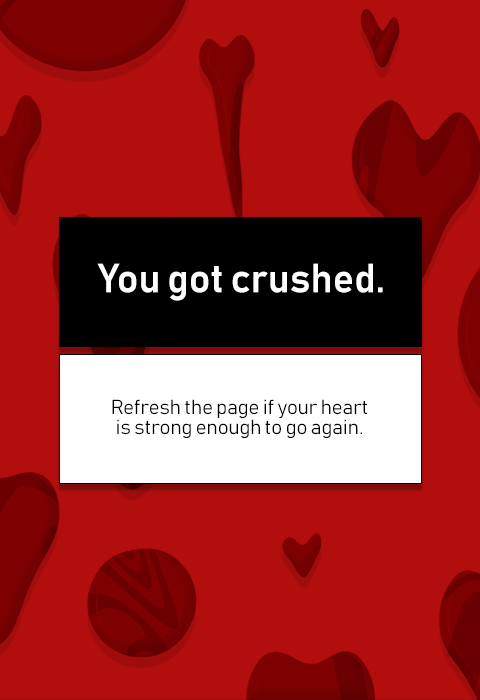 You got crushed.
Refresh the page if your heart
is strong enough to go again.